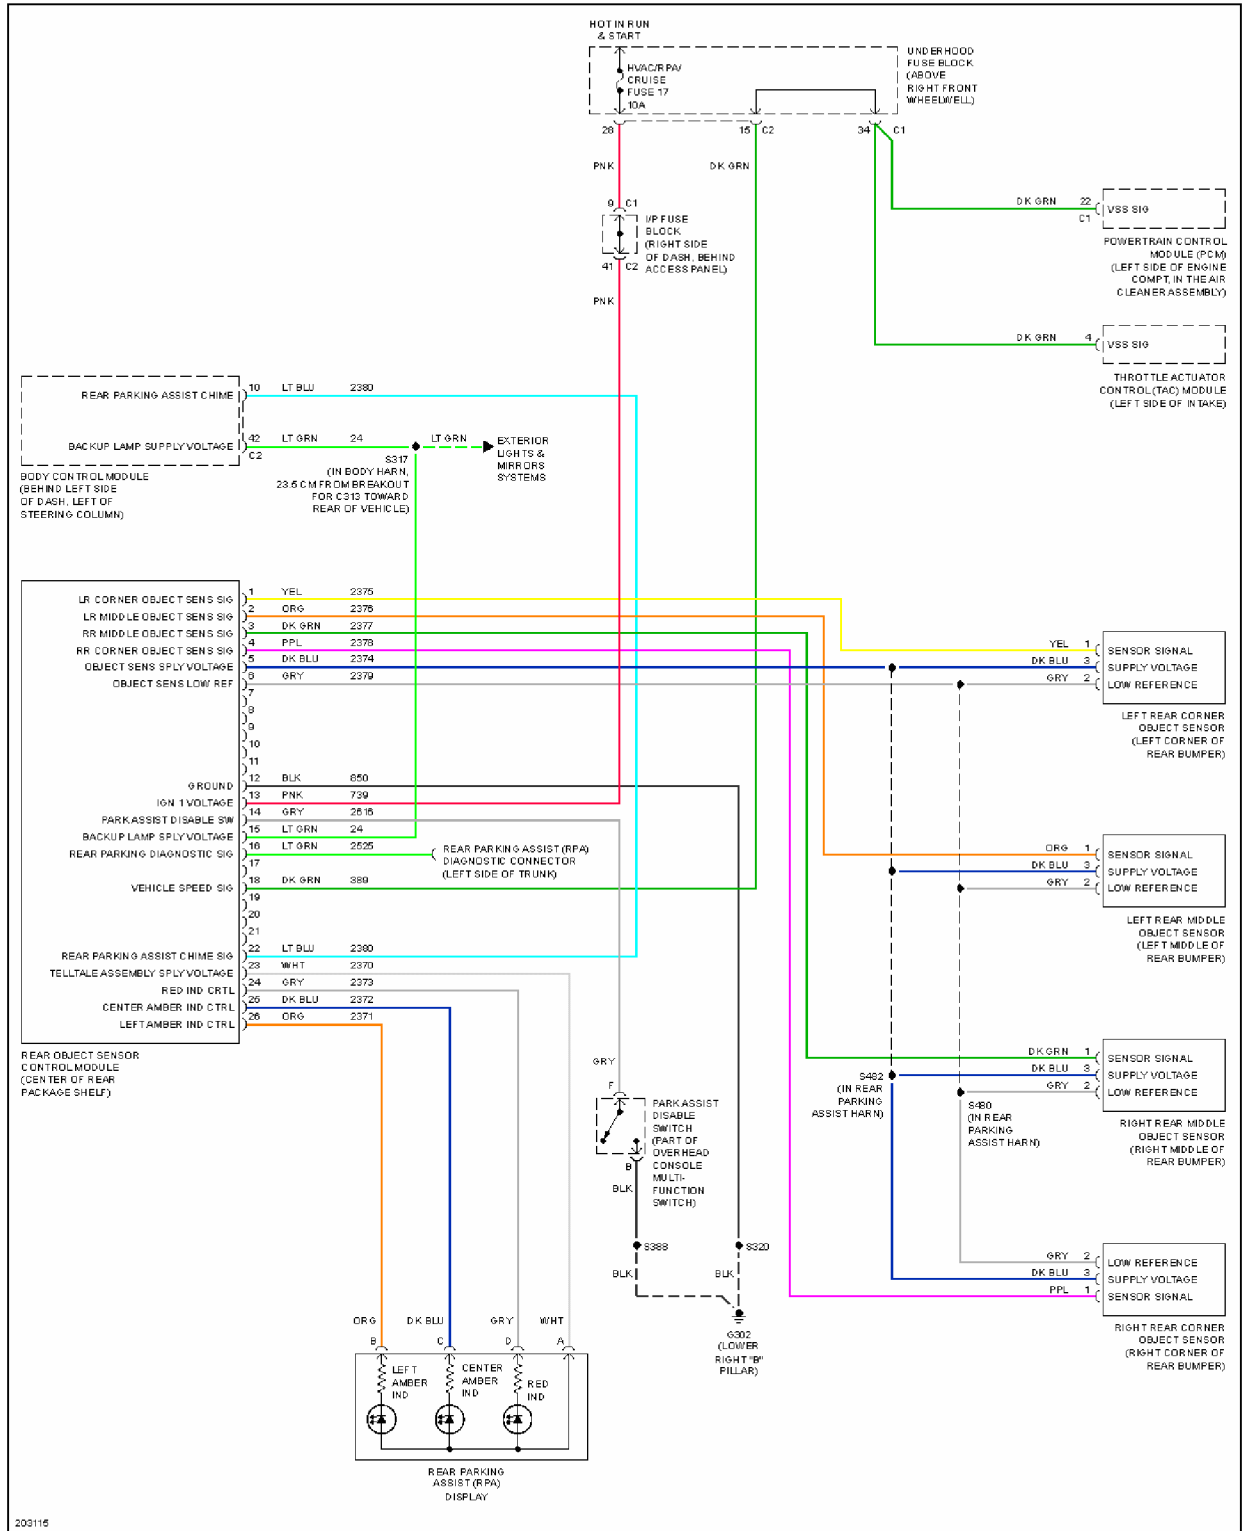 HOT IN RUN
& START
HVAC/RPA/
CRUISE
FUSE 17
10A
UNDERHOOD
FUSE BLOCK
(ABOVE
RIGHT FRONT
WHEELWELL)
28
15 C2
34 C1
PNK
DK GRN
9 C1
I/P FUSE
BLOCK
(RIGHT SIDE
OF DASH, BEHIND
ACCESS PANEL)
41 C2
PNK
DK GRN 22
C1
VSS SIG
POWERTRAIN CONTROL
MODULE (PCM)
(LEFT SIDE OF ENGINE
COMPT, IN THE AIR
CLEANER ASSEMBLY)
DK GRN 4
VSS SIG
THROTTLE ACTUATOR
CONTROL (TAC) MODULE
(LEFT SIDE OF INTAKE)
REAR PARKING ASSIST CHIME 10 LT BLU 2380
BACKUP LAMP SUPPLY VOLTAGE 42 LT GRN 24
C2
BODY CONTROL MODULE
(BEHIND LEFT SIDE
OF DASH, LEFT OF
STEERING COLUMN)
LT GRN
EXTERIOR
LIGHTS &
MIRRORS
SYSTEMS
S317
(IN BODY HARN,
23.5 CM FROM BREAKOUT
FOR C313 TOWARD
REAR OF VEHICLE)
LR CORNER OBJECT SENS SIG 1 YEL 2375
LR MIDDLE OBJECT SENS SIG 2 ORG 2376
RR MIDDLE OBJECT SENS SIG 3 DK GRN 2377
RR CORNER OBJECT SENS SIG 4 PPL 2378
OBJECT SENS SPLY VOLTAGE 5 DK BLU 2374
OBJECT SENS LOW REF 6 GRY 2379
7
8
9
10
11
GROUND 12 BLK 850
IGN 1 VOLTAGE 13 PNK 739
PARK ASSIST DISABLE SW 14 GRY 2516
BACKUP LAMP SPLY VOLTAGE 15 LT GRN 24
REAR PARKING DIAGNOSTIC SIG 16 LT GRN 2525
17
VEHICLE SPEED SIG 18 DK GRN 389
19
20
21
REAR PARKING ASSIST CHIME SIG 22 LT BLU 2380
TELLTALE ASSEMBLY SPLY VOLTAGE 23 WHT 2370
RED IND CRTL 24 GRY 2373
CENTER AMBER IND CTRL 25 DK BLU 2372
LEFT AMBER IND CTRL 26 ORG 2371
REAR OBJECT SENSOR
CONTROL MODULE
(CENTER OF REAR
PACKAGE SHELF)
REAR PARKING ASSIST (RPA)
DIAGNOSTIC CONNECTOR
(LEFT SIDE OF TRUNK)
YEL 1 SENSOR SIGNAL
DK BLU 3 SUPPLY VOLTAGE
GRY 2 LOW REFERENCE
LEFT REAR CORNER
OBJECT SENSOR
(LEFT CORNER OF
REAR BUMPER)
ORG 1 SENSOR SIGNAL
DK BLU 3 SUPPLY VOLTAGE
GRY 2 LOW REFERENCE
LEFT REAR MIDDLE
OBJECT SENSOR
(LEFT MIDDLE OF
REAR BUMPER)
DK GRN 1 SENSOR SIGNAL
DK BLU 3 SUPPLY VOLTAGE
GRY 2 LOW REFERENCE
RIGHT REAR MIDDLE
OBJECT SENSOR
(RIGHT MIDDLE OF
REAR BUMPER)
S482
(IN REAR
PARKING
ASSIST HARN)
S480
(IN REAR
PARKING
ASSIST HARN)
GRY 2 LOW REFERENCE
DK BLU 3 SUPPLY VOLTAGE
PPL 1 SENSOR SIGNAL
RIGHT REAR CORNER
OBJECT SENSOR
(RIGHT CORNER OF
REAR BUMPER)
GRY
F
PARK ASSIST
DISABLE
SWITCH
(PART OF
OVERHEAD
CONSOLE
MULTI-
FUNCTION
SWITCH)
B
BLK
S388
S320
BLK
BLK
G302
(LOWER
RIGHT "B"
PILLAR)
ORG DK BLU GRY WHT
B C D A
LEFT
AMBER
IND
CENTER
AMBER
IND
RED
IND
REAR PARKING
ASSIST (RPA)
DISPLAY
203115